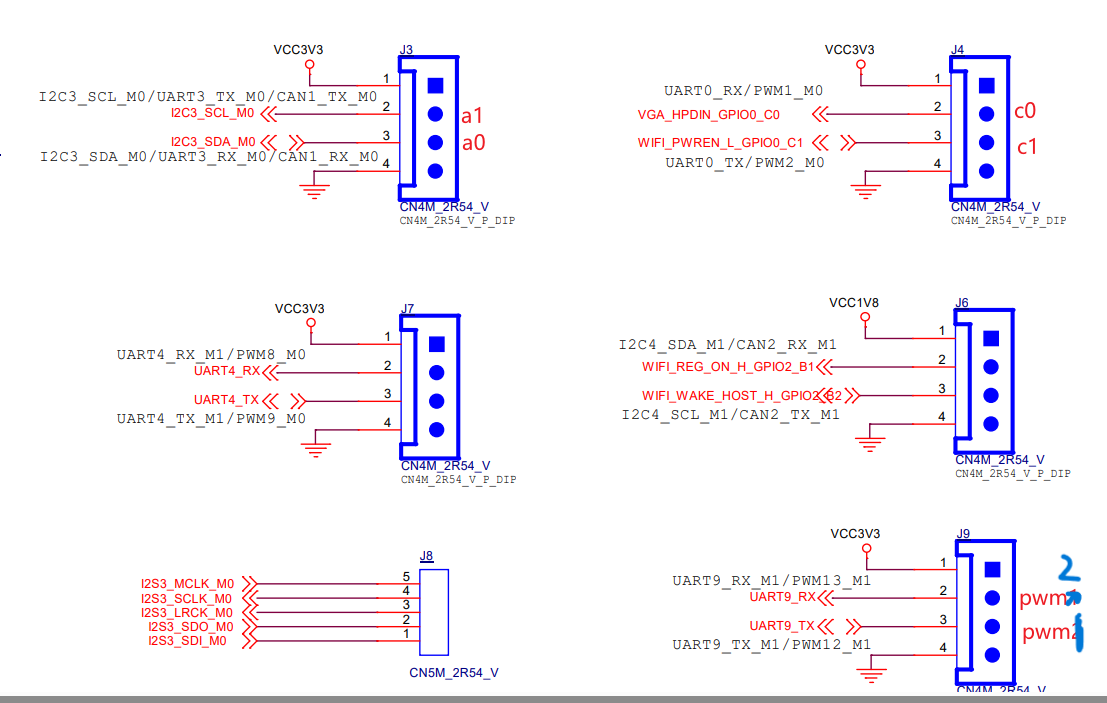 VCC3V3
J3
1
I2C3_SCL_M0/UART3_TX_M0/CAN1_TX_M0
I2C3_SCL_M0
2
a1
I2C3_SDA_M0
3
a0
I2C3_SDA_M0/UART3_RX_M0/CAN1_RX_M0
4
CN4M_2R54_V
CN4M_2R54_V_P_DIP
VCC3V3
J4
1
UART0_RX/PWM1_M0
VGA_HPDIN_GPIO0_C0
2
c0
WIFI_PWREN_L_GPIO0_C1
3
c1
UART0_TX/PWM2_M0
4
CN4M_2R54_V
CN4M_2R54_V_P_DIP
VCC3V3
J7
1
UART4_RX_M1/PWM8_M0
UART4_RX
2
UART4_TX
3
UART4_TX_M1/PWM9_M0
4
CN4M_2R54_V
CN4M_2R54_V_P_DIP
VCC1V8
J6
1
I2C4_SDA_M1/CAN2_RX_M1
WIFI_REG_ON_H_GPIO2_B1
2
WIFI_WAKE_HOST_H_GPIO2_B2
3
I2C4_SCL_M1/CAN2_TX_M1
4
CN4M_2R54_V
CN4M_2R54_V_P_DIP
J8
I2S3_MCLK_M0
5
I2S3_SCLK_M0
4
I2S3_LRCK_M0
3
I2S3_SDO_M0
2
I2S3_SDI_M0
1
CN5M_2R54_V
VCC3V3
J9
1
UART9_RX_M1/PWM13_M1
2
UART9_RX
2
pwm1
UART9_TX
3
pwm2
1
UART9_TX_M1/PWM12_M1
4
CN4M_2R54_V